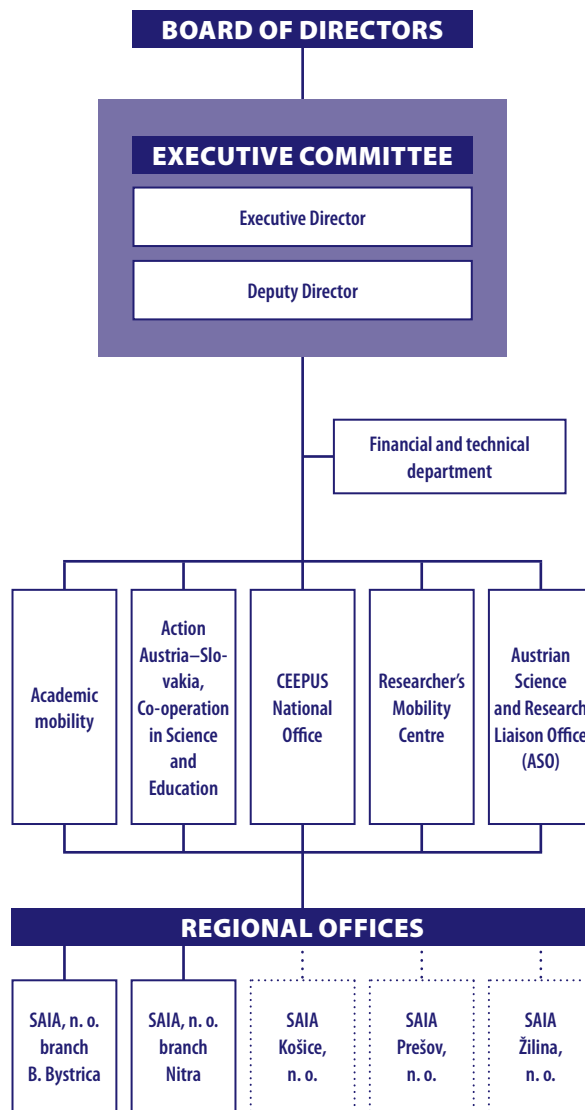 BOARD OF DIRECTORS
EXECUTIVE COMMITTEE
Executive Director
Deputy Director
Financial and technical
department
Academic
mobility
Action
Austria–Slo-
vakia,
Co-operation
in Science
and
Education
CEEPUS
National
Office
Researcher’s
Mobility
Centre
Austrian
Science
and Research
Liaison Office
(ASO)
REGIONAL OFFICES
SAIA, n. o.
branch
B. Bystrica
SAIA, n. o.
branch
Nitra
SAIA
Košice,
n. o.
SAIA
Prešov,
n. o.
SAIA
Žilina,
n. o.